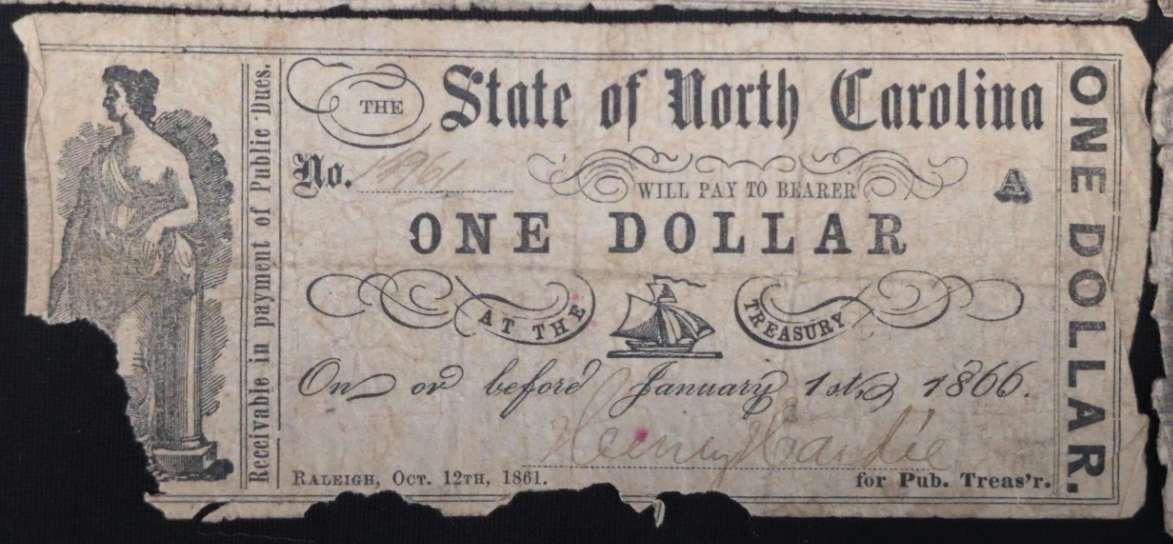 Receivable in payment of Public Dues.
THE State of North Carolina
No.
WILL PAY TO BEARER
A
ONE DOLLAR
AT THE TREASURY
On or before January 1st, 1866.
RALEIGH, OCT. 12TH, 1861.
for Pub. Treas'r.
ONE DOLLAR.